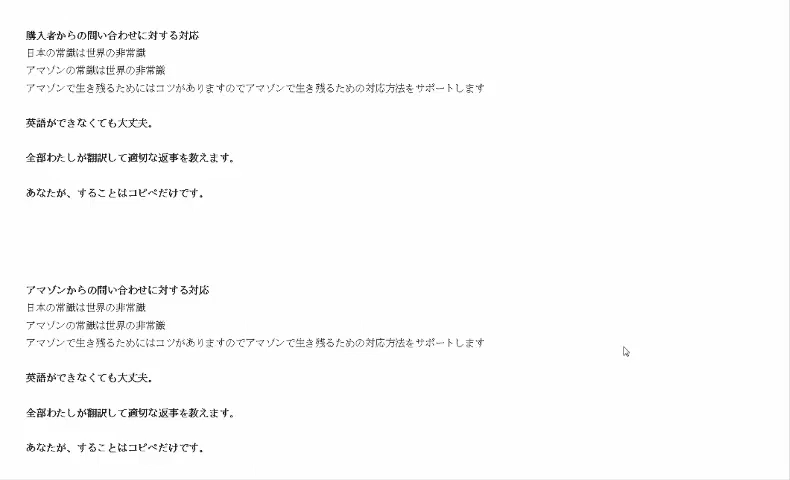 購入者からの問い合わせに対する対応
日本の常識は世界の非常識
アマゾンの常識は世界の非常識
アマゾンで生き残るためにはコツがありますのでアマゾンで生き残るための対応方法をサポートします
英語ができなくても大丈夫。
全部わたしが翻訳して適切な返事を教えます。
あなたが、することはコピペだけです。
アマゾンからの問い合わせに対する対応
日本の常識は世界の非常識
アマゾンの常識は世界の非常識
アマゾンで生き残るためにはコツがありますのでアマゾンで生き残るための対応方法をサポートします
英語ができなくても大丈夫。
全部わたしが翻訳して適切な返事を教えます。
あなたが、することはコピペだけです。